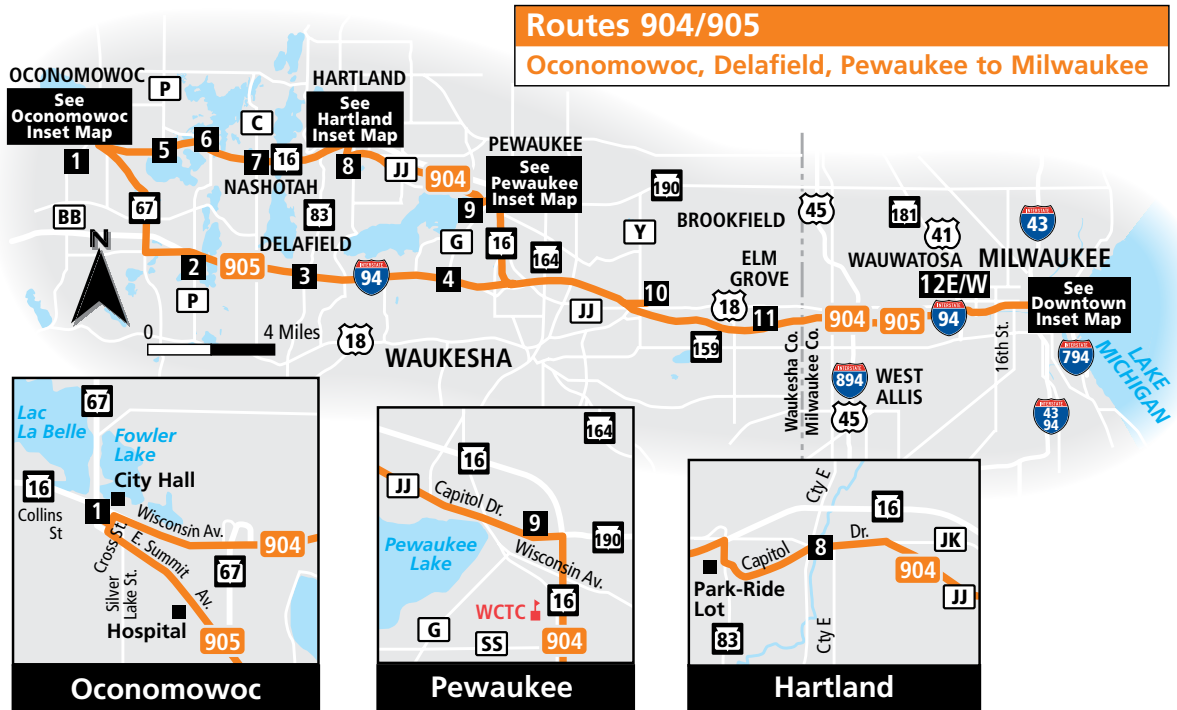 Routes 904/905
Oconomowoc, Delafield, Pewaukee to Milwaukee
OCONOMOWOC
See
Oconomowoc
Inset Map
1
P
5
6
C
7
16
NASHOTAH
HARTLAND
See
Hartland
Inset Map
8
JJ
904
PEWAUKEE
See
Pewaukee
Inset Map
9
G
16
164
67
BB
N
2
P
905
83
DELAFIELD
3
INTERSTATE
94
4
0
4 Miles
18
WAUKESHA
190
Y
BROOKFIELD
JJ
10
ELM
GROVE
18
11
159
45
Waukesha Co.
Milwaukee Co.
181
41
WAUWATOSA
12E/W
904
905
INTERSTATE
94
INTERSTATE
43
MILWAUKEE
See
Downtown
Inset Map
16th St.
INTERSTATE
794
LAKE
MICHIGAN
INTERSTATE
894
45
WEST
ALLIS
INTERSTATE
43
94
Lac
La Belle
67
Fowler
Lake
16
City Hall
Collins
St
1
Wisconsin Av.
904
Cross St.
E. Summit
Av.
67
Silver
Lake St.
Hospital
905
Oconomowoc
164
16
JJ
Capitol Dr.
9
190
Wisconsin Av.
Pewaukee
Lake
16
WCTC
G
SS
904
Pewaukee
Cty E
16
Capitol
8
Dr.
JK
904
Park-Ride
Lot
JJ
83
Cty E
Hartland